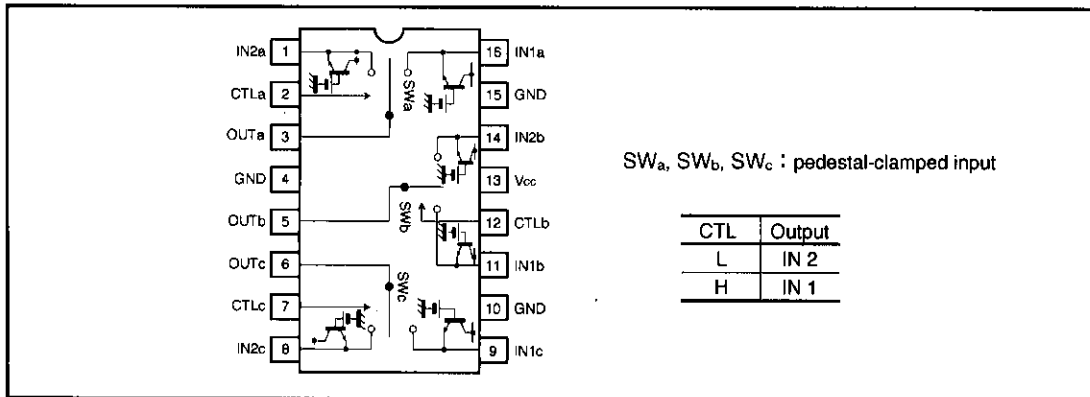 IN2a 1 16 IN1a
CTLa 2 15 GND
SWa
OUTa 3 14 IN2b
GND 4 13 Vcc
OUTb 5 12 CTLb
SWb
OUTc 6 11 IN1b
SWc
CTLc 7 10 GND
IN2c 8 9 IN1c
SWa, SWb, SWc : pedestal-clamped input
CTL Output
L IN 2
H IN 1